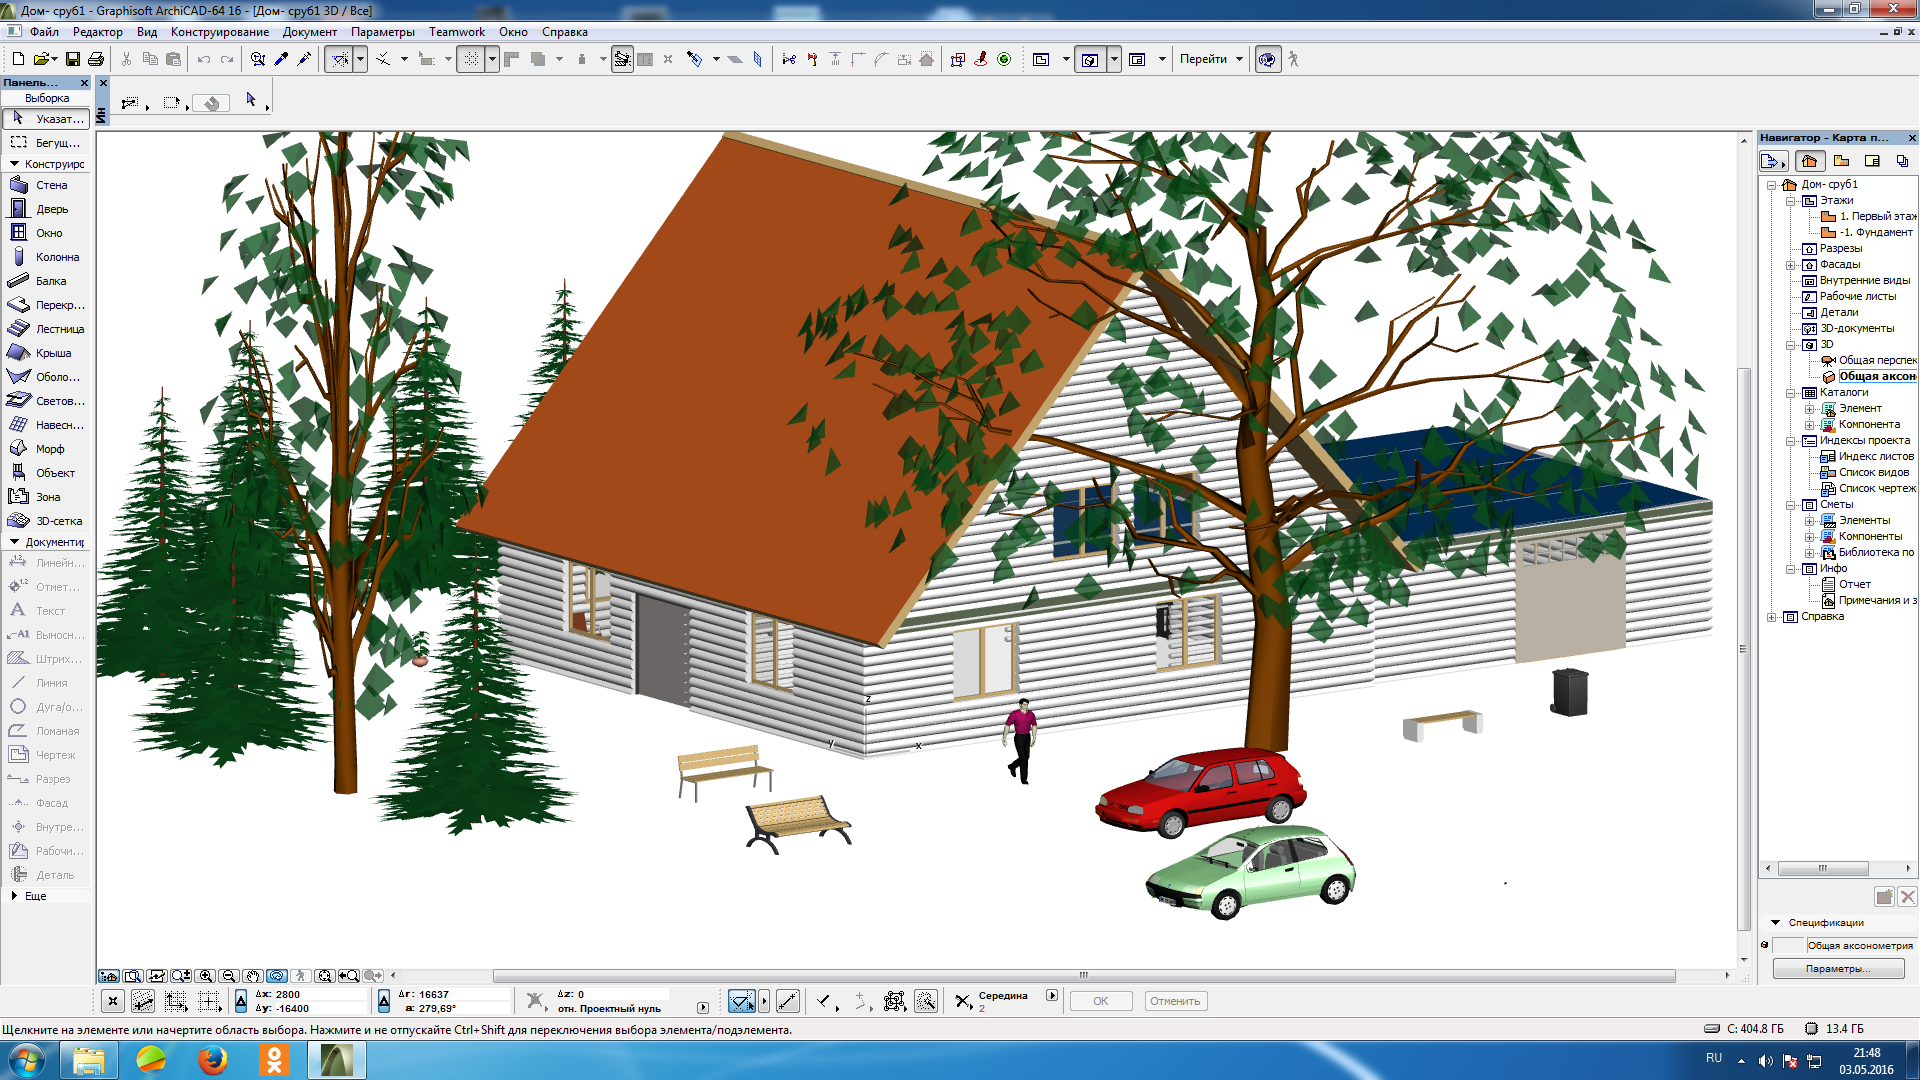 Дом- сруб1 - Graphisoft ArchiCAD-64 16 - [Дом- сруб1 3D / Все]
Файл Редактор Вид Конструирование Документ Параметры Teamwork Окно Справка
Перейти
Панель...
Выборка
Ин
Указат...
Бегущ...
Конструирс
Стена
Дверь
Окно
Колонна
Балка
Перекр...
Лестница
Крыша
Оболо...
Светов...
Навесн...
Морф
Объект
Зона
3D-сетка
Документир
Линейн...
Отмет...
Текст
Выносн...
Штрих...
Линия
Дуга/о...
Ломаная
Чертеж
Разрез
Фасад
Внутре...
Рабочи...
Деталь
Еще
z
y
x
Навигатор - Карта п...
Дом- сруб1
Этажи
1. Первый этаж
-1. Фундамент
Разрезы
Фасады
Внутренние виды
Рабочие листы
Детали
3D-документы
3D
Общая перспек
Общая аксон
Каталоги
Элемент
Компонента
Индексы проекта
Индекс листов
Список видов
Список чертеж
Сметы
Элементы
Компоненты
Библиотека по
Инфо
Отчет
Примечания и з
Справка
Спецификации
Общая аксонометрия
Параметры...
Δx: 2800
Δy: -16400
Δr: 16637
a: 279,69°
Δz: 0
отн. Проектный нуль
Середина
2
ОК
Отменить
Щелкните на элементе или начертите область выбора. Нажмите и не отпускайте Ctrl+Shift для переключения выбора элемента/подэлемента.
C: 404.8 ГБ
13.4 ГБ
RU
21:48
03.05.2016